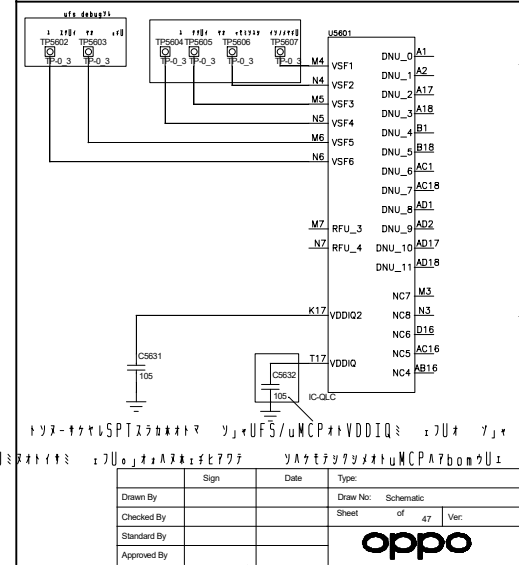 ufs debug
TP5602 TP5603 TP5604 TP5605 TP5606 TP5607
TP-0_3 TP-0_3 TP-0_3 TP-0_3 TP-0_3 TP-0_3
U5601
M4 VSF1
N4 VSF2
M5 VSF3
N5 VSF4
M6 VSF5
N6 VSF6
M7 RFU_3
N7 RFU_4
K17 VDDIQ2
T17 VDDIQ
DNU_0 A1
DNU_1 A2
DNU_2 A17
DNU_3 A18
DNU_4 B1
DNU_5 B18
DNU_6 AC1
DNU_7 AC18
DNU_8 AD1
DNU_9 AD2
DNU_10 AD17
DNU_11 AD18
NC7 M3
NC8 N3
NC6 D16
NC5 AC16
NC4 AB16
C5631
105
C5632
105
IC-QLC
SPT UFS/uMCP VDDIQ
uMCP bom
Sign Date Type:
Drawn By Draw No: Schematic
Checked By Sheet of 47 Ver:
Standard By
Approved By
oppo